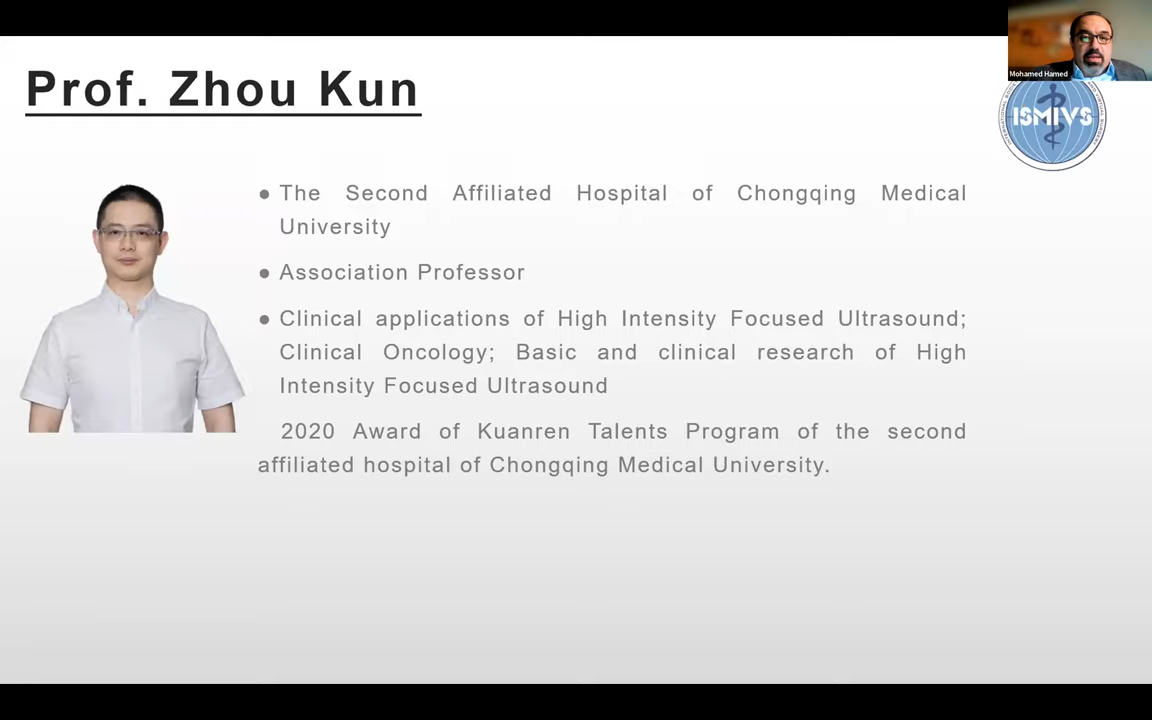 Prof. Zhou Kun
Mohamed Hamed
ISMIVS
● The Second Affiliated Hospital of Chongqing Medical
University
● Association Professor
● Clinical applications of High Intensity Focused Ultrasound;
Clinical Oncology; Basic and clinical research of High
Intensity Focused Ultrasound
2020 Award of Kuanren Talents Program of the second
affiliated hospital of Chongqing Medical University.